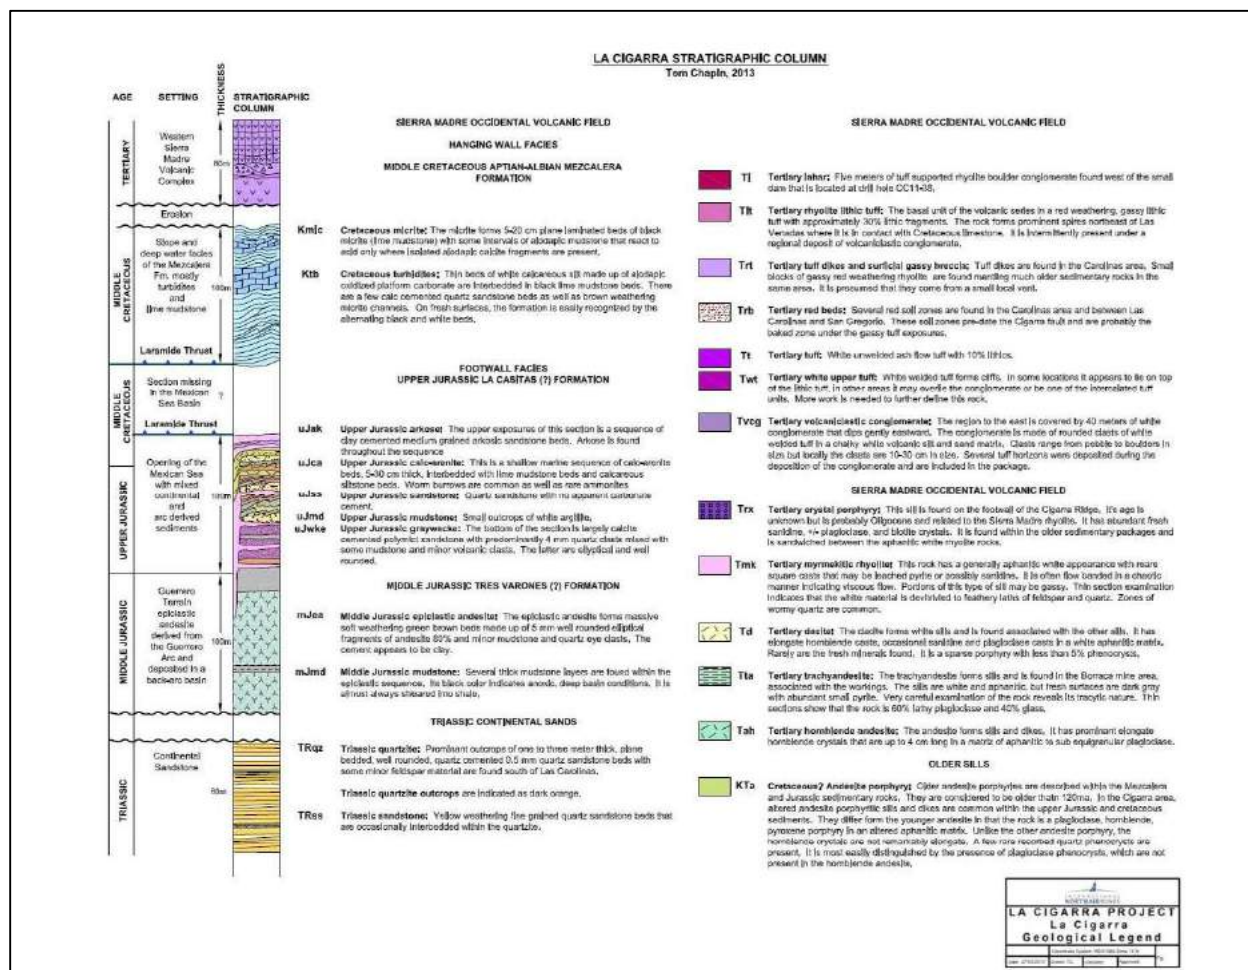 LA CIGARRA STRATIGRAPHIC COLUMN
Tom Chapin, 2013
AGE
SETTING
THICKNESS
STRATIGRAPHIC
COLUMN
TERTIARY
Western
Sierra
Madre
Volcanic
Complex
Erosion
MIDDLE
CRETACEOUS
Slope and
deep water facies
of the Mezcalera
Fm. mostly
turbidites
and
lime mudstone
100m
Laramide Thrust
MIDDLE
CRETACEOUS
Section missing
in the Mexican
Sea Basin
?
Laramide Thrust
UPPER JURASSIC
Opening of the
Mexican Sea
with mixed
continental
and
arc derived
sediments
MIDDLE JURASSIC
Guerrero
Terrain
epiclastic
andesite
derived from
the Guerrero
Arc and
deposited in a
backarc basin
100m
TRIASSIC
Continental
Sandstone
SIERRA MADRE OCCIDENTAL VOLCANIC FIELD
HANGING WALL FACIES
MIDDLE CRETACEOUS APTIAN-ALBIAN MEZCALERA
FORMATION
Kmic Cretaceous micrite: The micrite forms 5-20 cm plane laminated beds of black
micrite (lime mudstone) with some intervals of alodapic mudstone that react to
acid only where isolated alodapic calcite fragments are present.
Ktb Cretaceous turbidites: Thin beds of white calcareous silt made up of alodapic
oxidized platform carbonate are interbedded in black lime mudstone beds. There
are a few calc cemented quartz sandstone beds as well as brown weathering
micrite channels. On fresh surfaces, the formation is easily recognized by the
alternating black and white beds.
FOOTWALL FACIES
UPPER JURASSIC LA CASITAS (?) FORMATION
uJak Upper Jurassic arkose: The upper exposures of this section is a sequence of
clay cemented medium grained arkosic sandstone beds. Arkose is found
throughout the sequence
uJca Upper Jurassic calc-arenite: This is a shallow marine sequence of calc-arenite
beds, 5-30 cm thick, interbedded with lime mudstone beds and calcareous
siltstone beds. Worm burrows are common as well as rare ammonites
uJss Upper Jurassic sandstone: Quartz sandstone with no apparent carbonate
cement.
uJmd Upper Jurassic mudstone: Small outcrops of white argillite.
uJwke Upper Jurassic graywacke: The bottom of the section is largely calcite
cemented polymict sandstone with predominantly 4 mm quartz clasts mixed with
some mudstone and minor volcanic clasts. The latter are elliptical and well
rounded.
MIDDLE JURASSIC TRES VARONES (?) FORMATION
mJea Middle Jurassic epiclastic andesite: The epiclastic andesite forms massive
soft weathering green brown beds made up of 5 mm well rounded elliptical
fragments of andesite 80% and minor mudstone and quartz eye clasts. The
cement appears to be clay.
mJmd Middle Jurassic mudstone: Several thick mudstone layers are found within the
epiclastic sequence. Its black color indicates anoxic, deep basin conditions. It is
almost always sheared into shale.
TRIASSIC CONTINENTAL SANDS
TRqz Triassic quartzite: Prominent outcrops of one to three meter thick, plane
bedded, well rounded, quartz cemented 0.5 mm quartz sandstone beds with
some minor feldspar material are found south of Las Carolinas.
Triassic quartzite outcrops are indicated as dark orange.
TRss Triassic sandstone: Yellow weathering fine grained quartz sandstone beds that
are occasionally interbedded within the quartzite.
SIERRA MADRE OCCIDENTAL VOLCANIC FIELD
Tl Tertiary lahar: Five meters of tuff supported rhyolite boulder conglomerate found west of the small
dam that is located at drill hole CC11-38.
Tlt Tertiary rhyolite lithic tuff: The basal unit of the volcanic series in a red weathering, gassy lithic
tuff with approximately 30% lithic fragments. The rock forms prominent spires northeast of Las
Venadas where it is in contact with Cretaceous limestone. It is intermittently present under a
regional deposit of volcaniclastic conglomerate.
Trt Tertiary tuff dikes and surficial gassy breccia: Tuff dikes are found in the Carolinas area. Small
blocks of gassy red weathering rhyolite are found mantling much older sedimentary rocks in the
same area. It is presumed that they come from a small local vent.
Trb Tertiary red beds: Several red soil zones are found in the Carolinas area and between Las
Carolinas and San Gregorio. These soil zones pre-date the Cigarra fault and are probably the
baked zone under the gassy tuff exposures.
Tt Tertiary tuff: White unwelded ash flow tuff with 10% lithics.
Twt Tertiary white upper tuff: White welded tuff forms cliffs. In some locations it appears to lie on top
of the lithic tuff, in other areas it may overlie the conglomerate or be one of the intercalated tuff
units. More work is needed to further define this rock.
Tvcg Tertiary volcaniclastic conglomerate: The region to the east is covered by 40 meters of white
conglomerate that dips gently eastward. The conglomerate is made of rounded clasts of white
welded tuff in a chalky white volcanic silt and sand matrix. Clasts range from pebble to boulders in
size but locally the clasts are 10-30 cm in size. Several tuff horizons were deposited during the
deposition of the conglomerate and are included in the package.
SIERRA MADRE OCCIDENTAL VOLCANIC FIELD
Trx Tertiary crystal porphyry: This sill is found on the footwall of the Cigarra Ridge. It's age is
unknown but is probably Oligocene and related to the Sierra Madre rhyolite. It has abundant fresh
sanidine, +/- plagioclase, and biotite crystals. It is found within the older sedimentary packages and
is sandwiched between the aphanitic white rhyolite rocks.
Tmk Tertiary myrmekitic rhyolite: This rock has a generally aphanitic white appearance with reare
square casts that may be leached pyrite or possibly sanidine. It is often flow banded in a chaotic
manner indicating viscous flow. Portions of this type of sill may be gassy. Thin section examination
indicates that the white material is devitrivied to feathery laths of feldspar and quartz. Zones of
wormy quartz are common.
Td Tertiary dacite: The dacite forms white sills and is found associated with the other sills. It has
elongate hornblende casts, occasional sanidine and plagioclase casts in a white aphanitic matrix.
Rarely are the fresh minerals found. It is a sparse porphyry with less than 5% phenocrysts.
Tta Tertiary trachyandesite: The trachyandesite forms sills and is found in the Borraca mine area,
associated with the workings. The sills are white and aphanitic, but fresh surfaces are dark gray
with abundant small pyrite. Very careful examination of the rock reveals its tracytic nature. Thin
sections show that the rock is 60% lathy plagioclase and 40% glass.
Tah Tertiary hornblende andesite: The andesite forms sills and dikes. It has prominent elongate
hornblende crystals that are up to 4 cm long in a matrix of aphanitic to sub equigranular plagioclase.
OLDER SILLS
KTa Cretaceous? Andesite porphyry: Older andesite porphyries are described within the Mezcalera
and Jurassic sedimentary rocks. They are considered to be older thatn 120ma. In the Cigarra area,
altered andesite porphyritic sills and dikes are common within the upper Jurassic and cretaceous
sediments. They differ form the younger andesite in that the rock is a plagioclase, hornblende,
pyroxene porphyry in an altered aphanitic matrix. Unlike the other andesite porphyry, the
hornblende crystals are not remarkably elongate. A few rare resorbed quartz phenocrysts are
present. It is most easily distinguished by the presence of plagioclase phenocrysts, which are not
present in the hornblende andesite.
INTERNATIONAL
NORTHAIR MINES
LA CIGARRA PROJECT
La Cigarra
Geological Legend